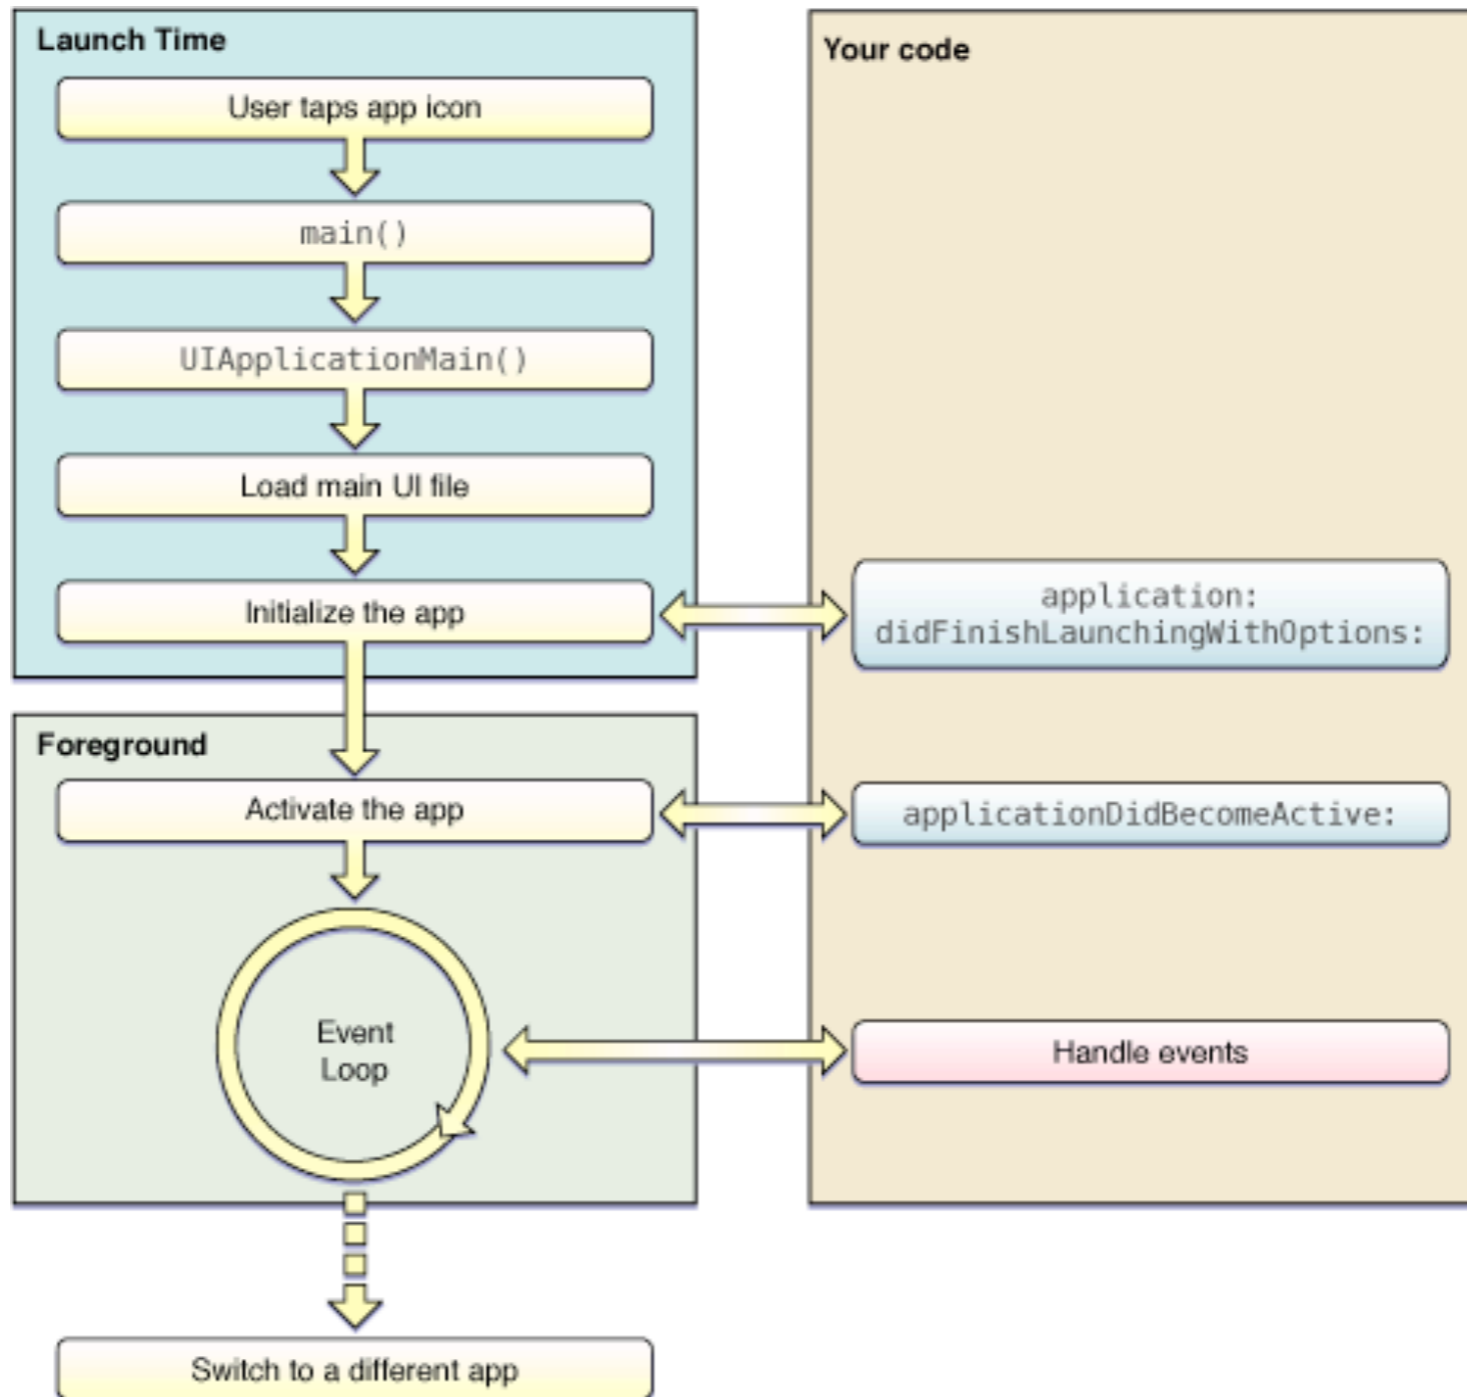 Launch Time
User taps app icon
main()
UIApplicationMain()
Load main UI file
Initialize the app
Foreground
Activate the app
Event
Loop
Switch to a different app
Your code
application:
didFinishLaunchingWithOptions:
applicationDidBecomeActive:
Handle events